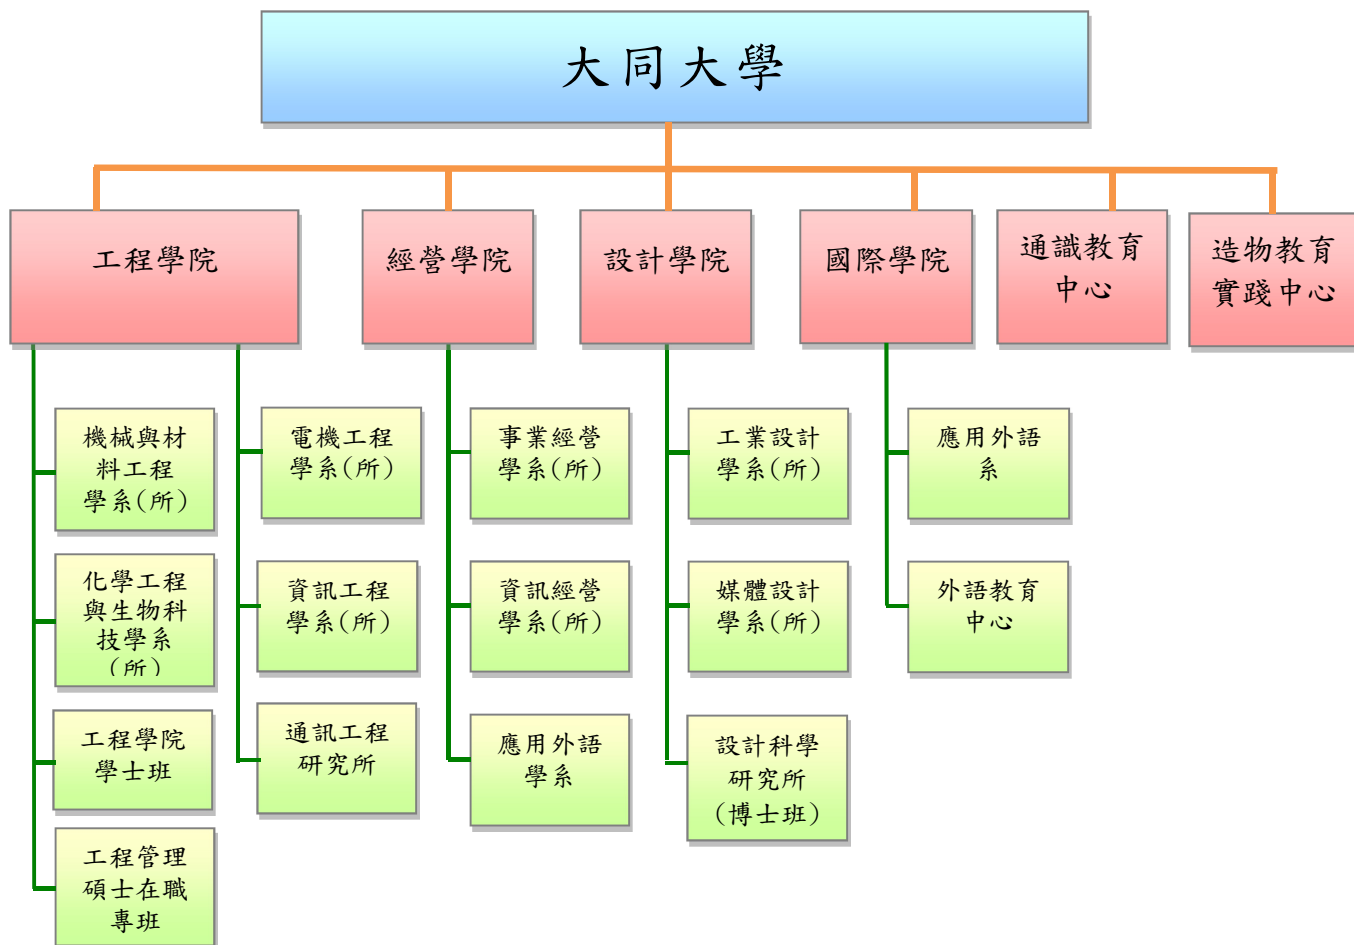 大同大學
工程學院
經營學院
設計學院
國際學院
通識教育
中心
造物教育
實踐中心
機械與材
料工程
學系(所)
化學工程
與生物科
技學系
(所)
工程學院
學士班
工程管理
碩士在職
專班
電機工程
學系(所)
資訊工程
學系(所)
通訊工程
研究所
事業經營
學系(所)
資訊經營
學系(所)
應用外語
學系
工業設計
學系(所)
媒體設計
學系(所)
設計科學
研究所
(博士班)
應用外語
系
外語教育
中心